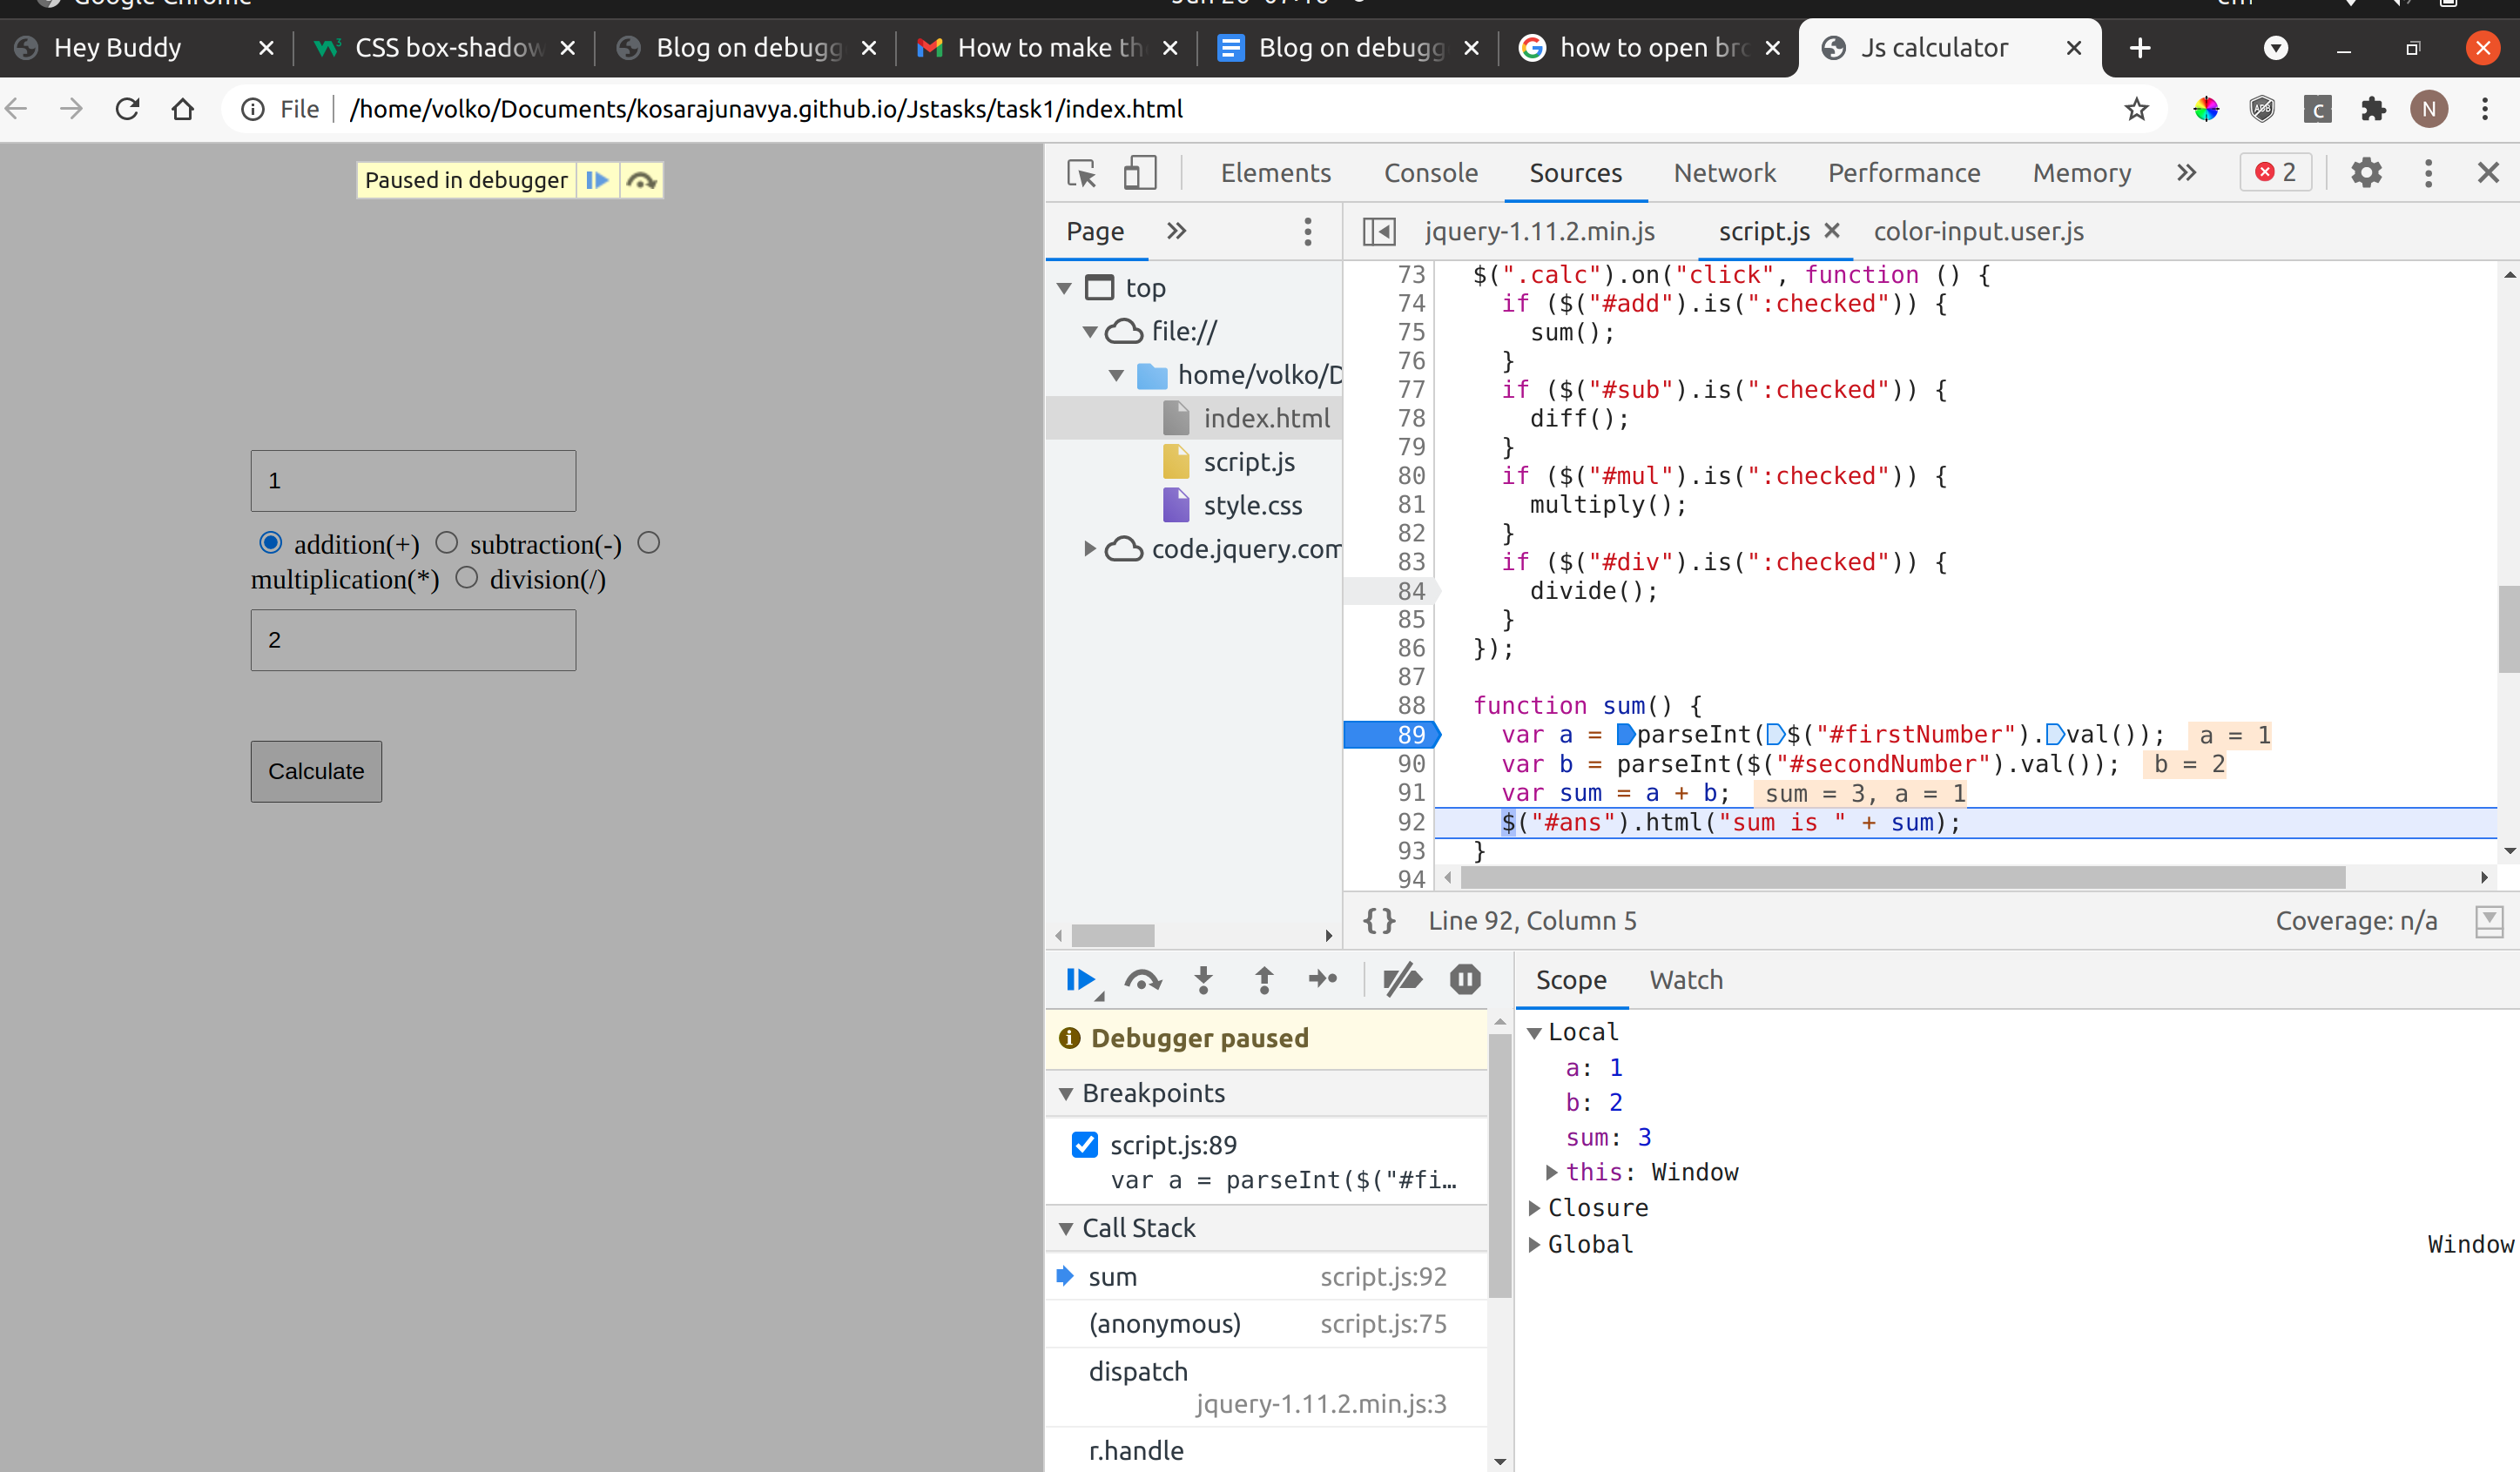 Google Chrome
Hey Buddy
CSS box-shadow
Blog on debugg
How to make th
Blog on debugg
how to open bro
Js calculator
File
/home/volko/Documents/kosarajunavya.github.io/Jstasks/task1/index.html
ABP
C
N
Paused in debugger
1
addition(+) subtraction(-)
multiplication(*) division(/)
2
Calculate
Elements Console Sources Network Performance Memory 2
Page
jquery-1.11.2.min.js script.js color-input.user.js
top
file://
home/volko/D
index.html
script.js
style.css
code.jquery.com
73 $(".calc").on("click", function () {
74 if ($("#add").is(":checked")) {
75 sum();
76 }
77 if ($("#sub").is(":checked")) {
78 diff();
79 }
80 if ($("#mul").is(":checked")) {
81 multiply();
82 }
83 if ($("#div").is(":checked")) {
84 divide();
85 }
86 });
87
88 function sum() {
89 var a = parseInt($("#firstNumber").val()); a = 1
90 var b = parseInt($("#secondNumber").val()); b = 2
91 var sum = a + b; sum = 3, a = 1
92 $("#ans").html("sum is " + sum);
93 }
94
{} Line 92, Column 5 Coverage: n/a
Debugger paused
Breakpoints
script.js:89
var a = parseInt($("#fi…
Call Stack
sum script.js:92
(anonymous) script.js:75
dispatch
jquery-1.11.2.min.js:3
r.handle
Scope Watch
Local
a: 1
b: 2
sum: 3
this: Window
Closure
Global Window